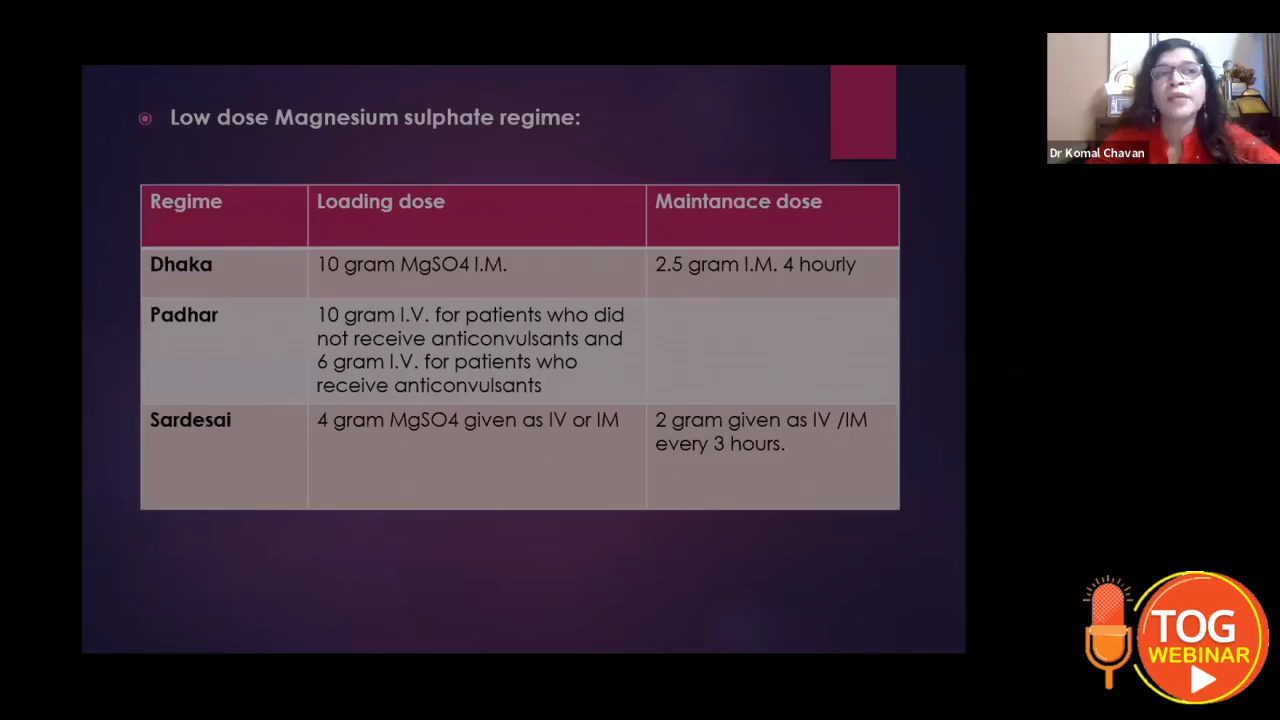 Low dose Magnesium sulphate regime:
Regime
Loading dose
Maintanace dose
Dhaka
10 gram MgSO4 I.M.
2.5 gram I.M. 4 hourly
Padhar
10 gram I.V. for patients who did
not receive anticonvulsants and
6 gram I.V. for patients who
receive anticonvulsants
Sardesai
4 gram MgSO4 given as IV or IM
2 gram given as IV /IM
every 3 hours.
Dr Komal Chavan
TOG
WEBINAR